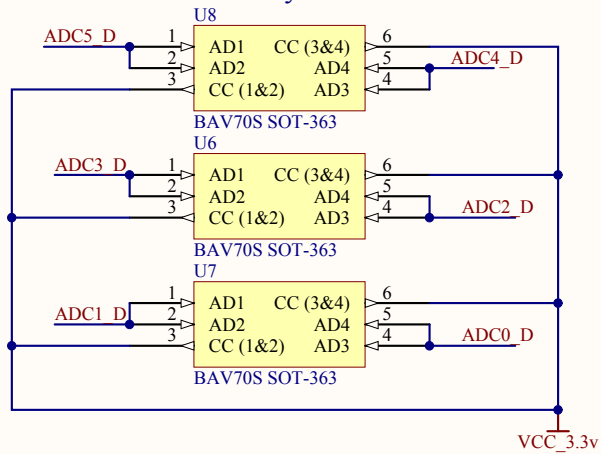 U8
ADC5_D
1 AD1 CC (3&4) 6
2 AD2 AD4 5 ADC4_D
3 CC (1&2) AD3 4
BAV70S SOT-363
U6
ADC3_D 1 AD1 CC (3&4) 6
2 AD2 AD4 5
3 CC (1&2) AD3 4 ADC2_D
BAV70S SOT-363
U7
1 AD1 CC (3&4) 6
ADC1_D 2 AD2 AD4 5
3 CC (1&2) AD3 4 ADC0_D
BAV70S SOT-363
VCC_3.3v